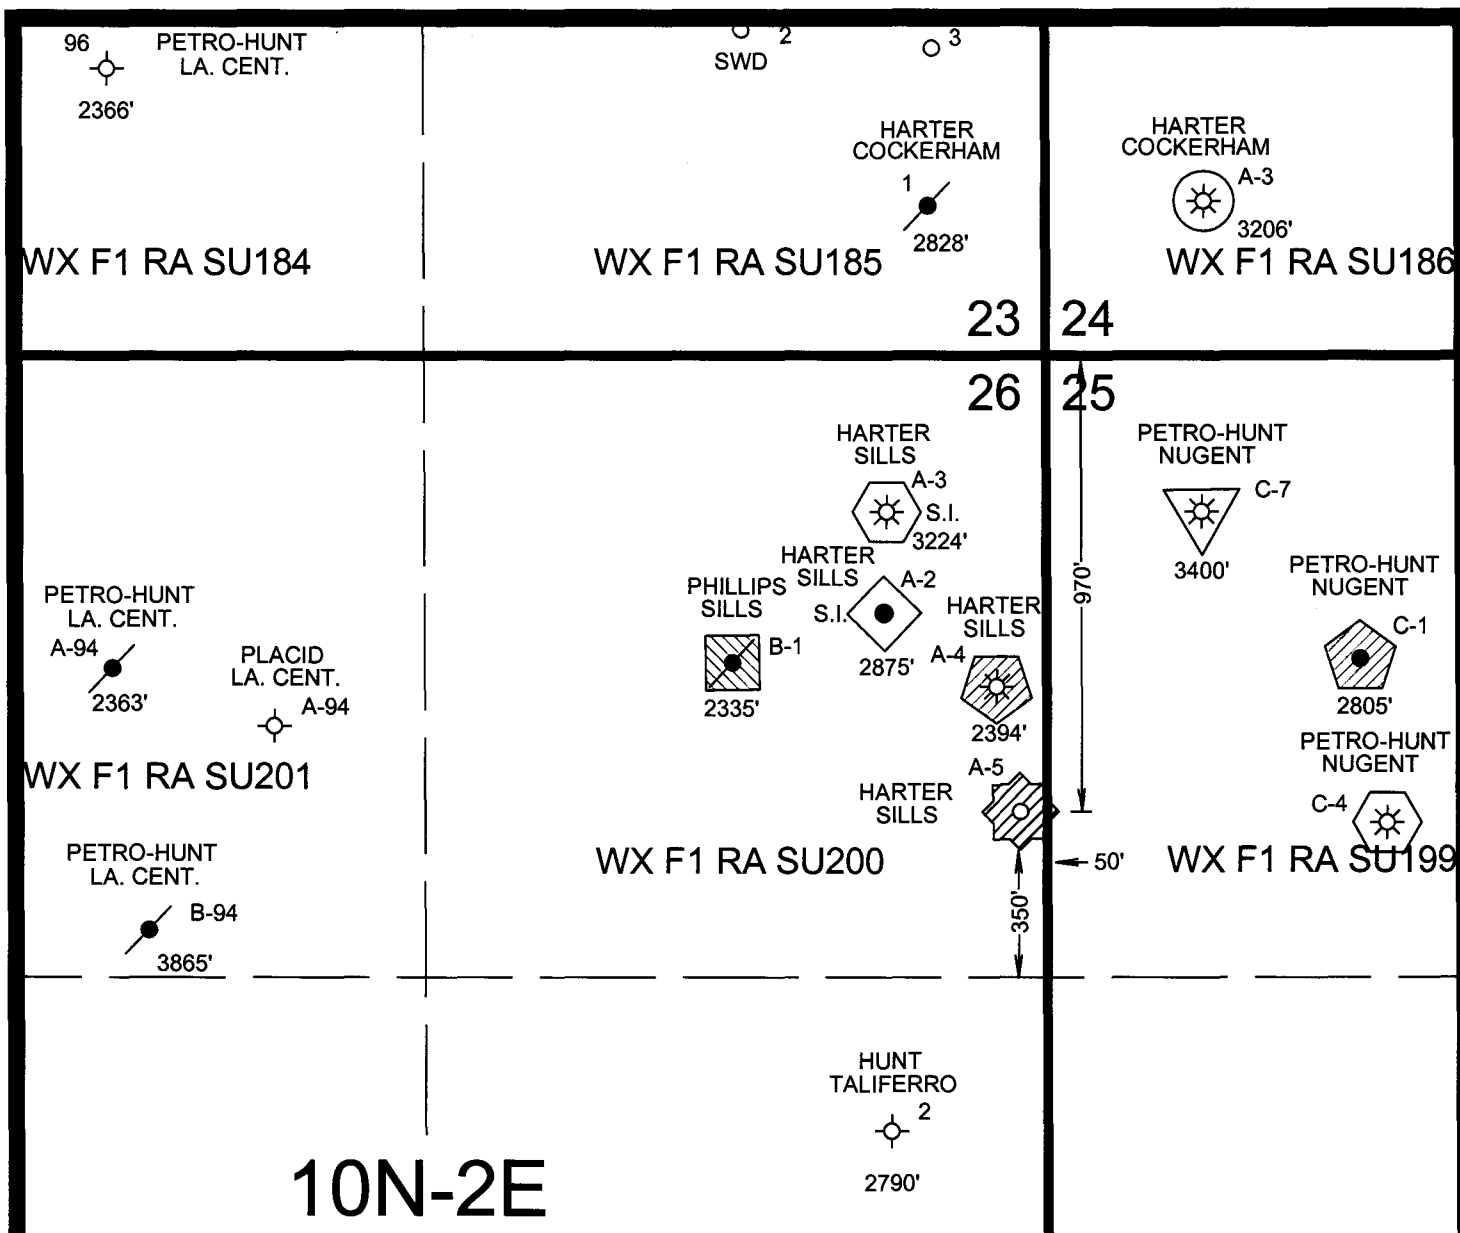 96
PETRO-HUNT
LA. CENT.
2366'
2
SWD
3
HARTER
COCKERHAM
1
2828'
HARTER
COCKERHAM
A-3
3206'
WX F1 RA SU184
WX F1 RA SU185
WX F1 RA SU186
23
24
26
25
HARTER
SILLS
A-3
S.I.
3224'
PETRO-HUNT
NUGENT
C-7
3400'
HARTER
SILLS
A-2
S.I.
2875'
PHILLIPS
SILLS
B-1
2335'
HARTER
SILLS
A-4
2394'
970'
PETRO-HUNT
NUGENT
C-1
2805'
PETRO-HUNT
LA. CENT.
A-94
2363'
PLACID
LA. CENT.
A-94
WX F1 RA SU201
A-5
HARTER
SILLS
PETRO-HUNT
NUGENT
C-4
WX F1 RA SU200
50'
WX F1 RA SU199
350'
PETRO-HUNT
LA. CENT.
B-94
3865'
HUNT
TALIFERRO
2
2790'
10N-2E